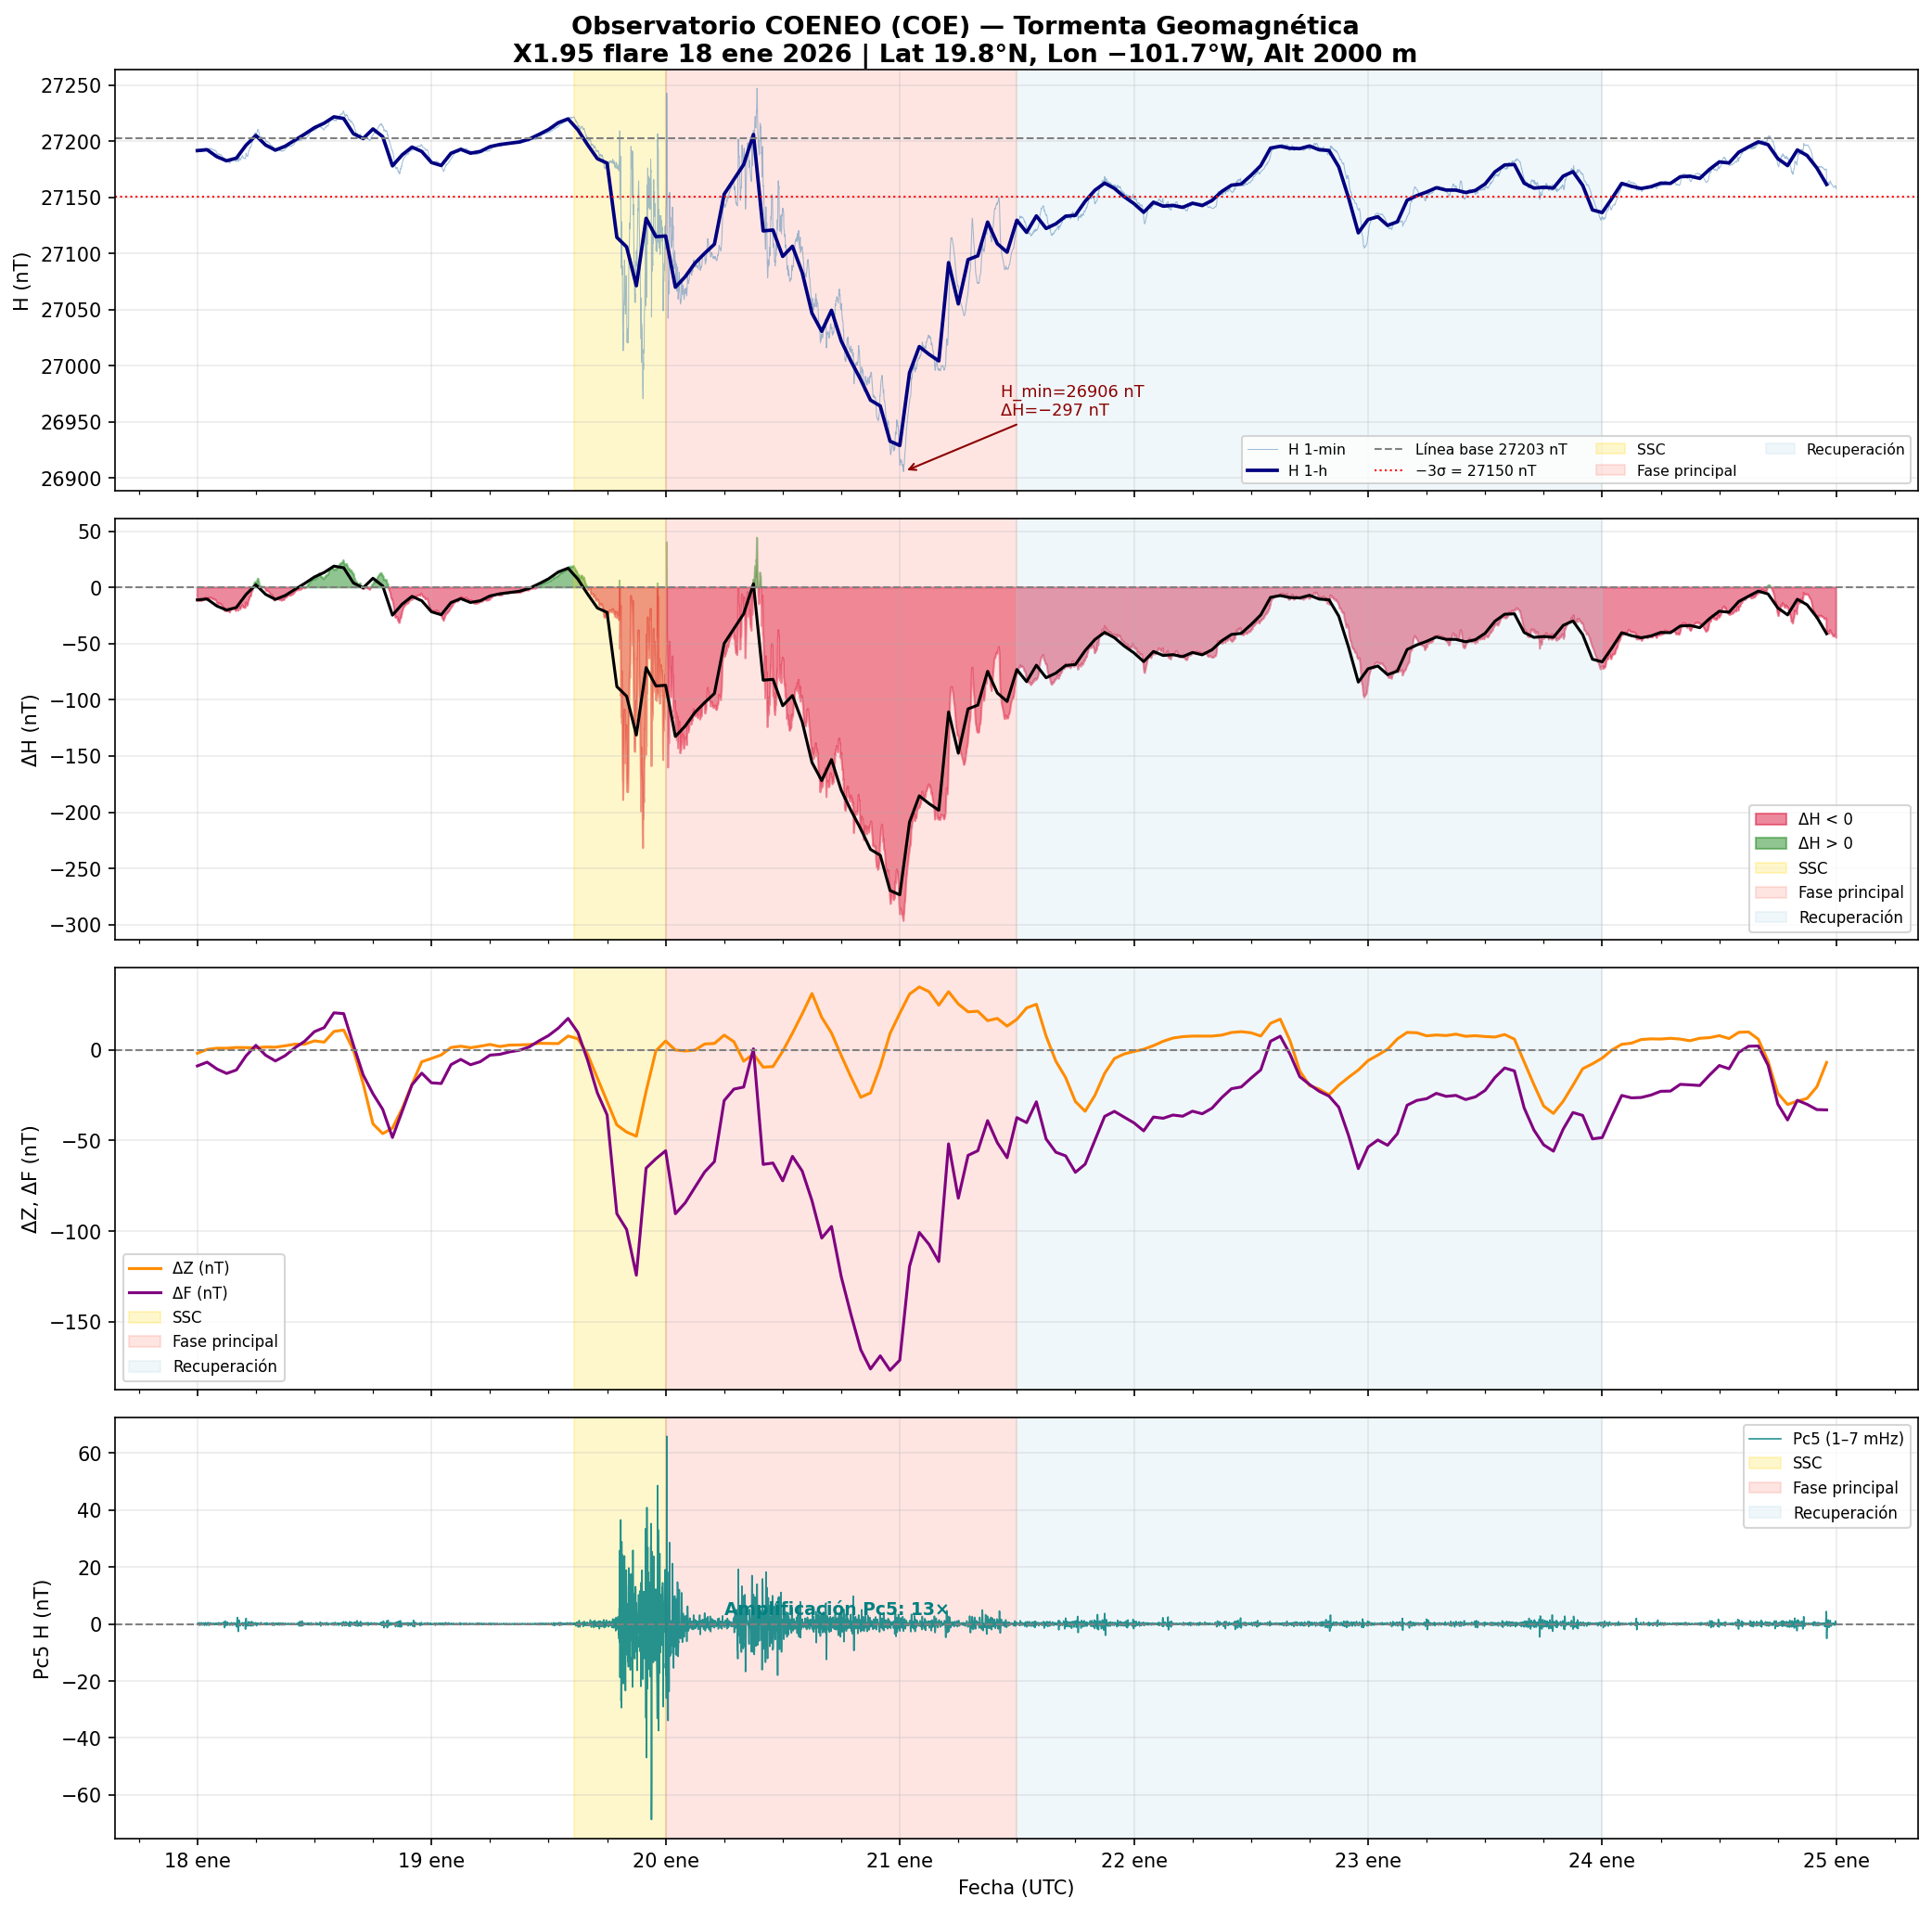 Observatorio COENEO (COE) — Tormenta Geomagnética
X1.95 flare 18 ene 2026 | Lat 19.8°N, Lon −101.7°W, Alt 2000 m
H (nT)
27250
27200
27150
27100
27050
27000
26950
26900
H_min=26906 nT
ΔH=−297 nT
H 1-min
H 1-h
Línea base 27203 nT
−3σ = 27150 nT
SSC
Fase principal
Recuperación
ΔH (nT)
50
0
−50
−100
−150
−200
−250
−300
ΔH < 0
ΔH > 0
SSC
Fase principal
Recuperación
ΔZ, ΔF (nT)
0
−50
−100
−150
ΔZ (nT)
ΔF (nT)
SSC
Fase principal
Recuperación
Pc5 H (nT)
60
40
20
0
−20
−40
−60
Amplificación Pc5: 13×
Pc5 (1–7 mHz)
SSC
Fase principal
Recuperación
18 ene
19 ene
20 ene
21 ene
22 ene
23 ene
24 ene
25 ene
Fecha (UTC)